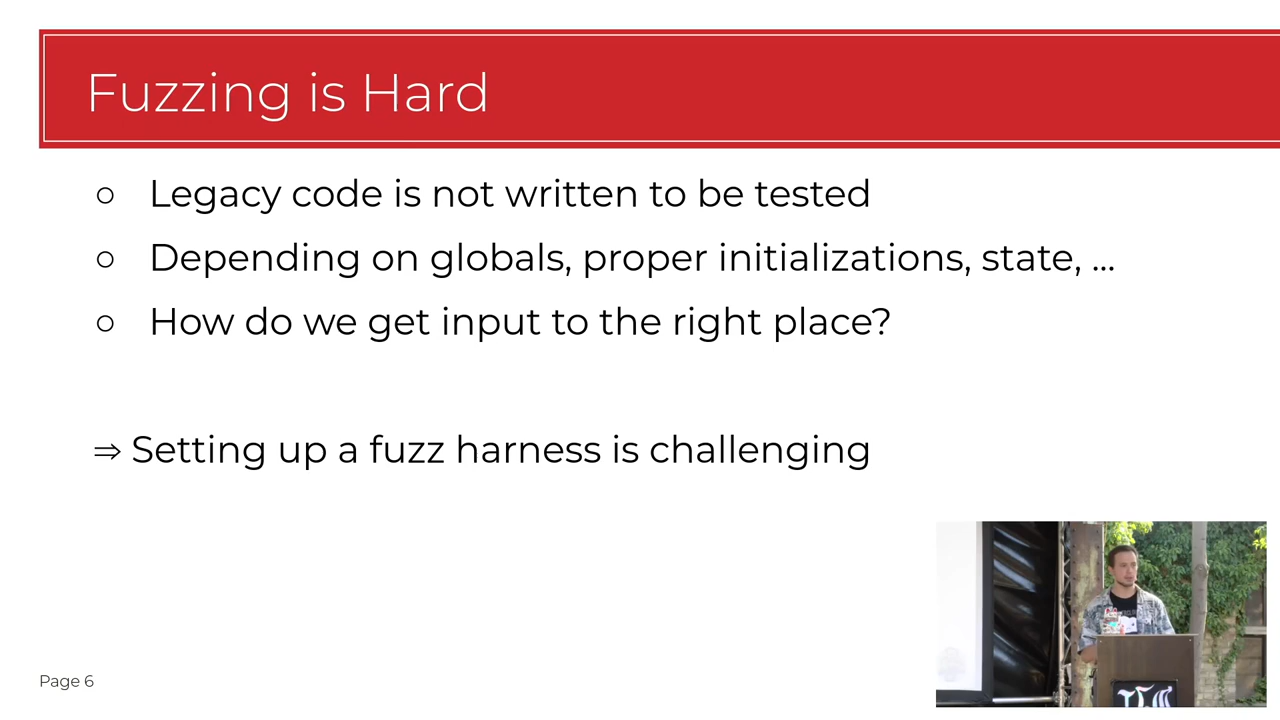 Fuzzing is Hard
○ Legacy code is not written to be tested
○ Depending on globals, proper initializations, state, ...
○ How do we get input to the right place?
⇒ Setting up a fuzz harness is challenging
Page 6